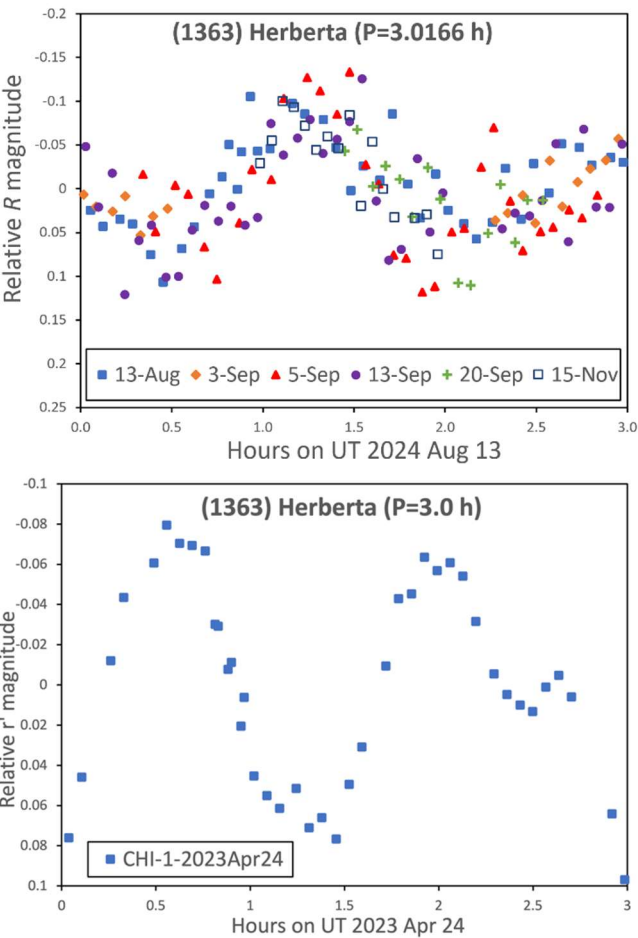 (1363) Herberta (P=3.0166 h)
Relative R magnitude
-0.2
-0.15
-0.1
-0.05
0
0.05
0.1
0.15
0.2
0.25
13-Aug 3-Sep 5-Sep 13-Sep 20-Sep 15-Nov
0.0 0.5 1.0 1.5 2.0 2.5 3.0
Hours on UT 2024 Aug 13
(1363) Herberta (P=3.0 h)
Relative r' magnitude
-0.1
-0.08
-0.06
-0.04
-0.02
0
0.02
0.04
0.06
0.08
0.1
CHI-1-2023Apr24
0 0.5 1 1.5 2 2.5 3
Hours on UT 2023 Apr 24